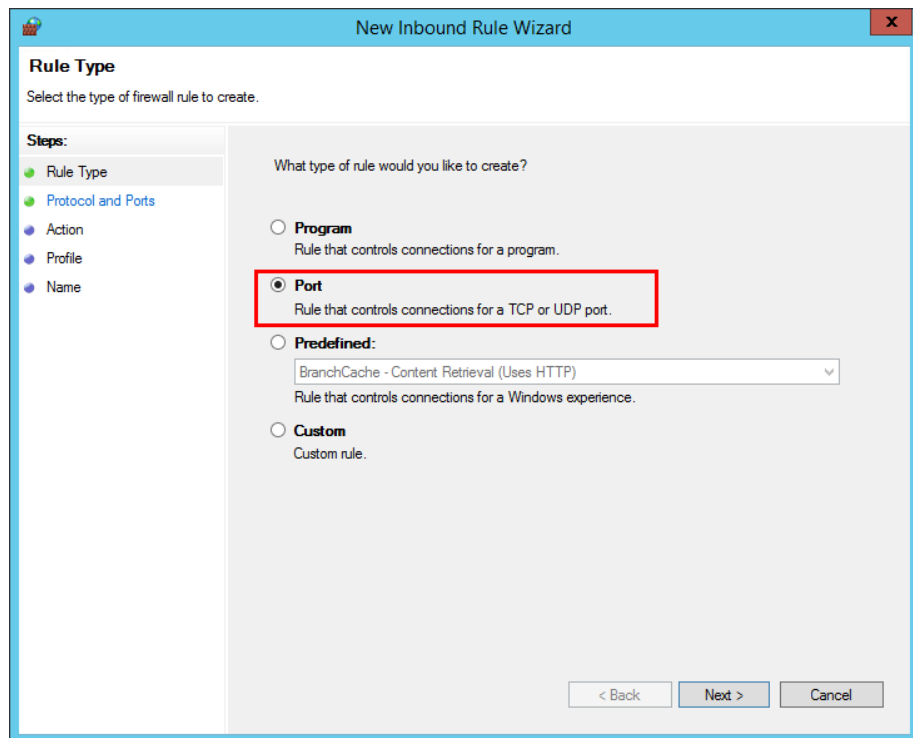 New Inbound Rule Wizard
x
Rule Type
Select the type of firewall rule to create.
Steps:
Rule Type
Protocol and Ports
Action
Profile
Name
What type of rule would you like to create?
Program
Rule that controls connections for a program.
Port
Rule that controls connections for a TCP or UDP port.
Predefined:
BranchCache - Content Retrieval (Uses HTTP)
Rule that controls connections for a Windows experience.
Custom
Custom rule.
< Back
Next >
Cancel